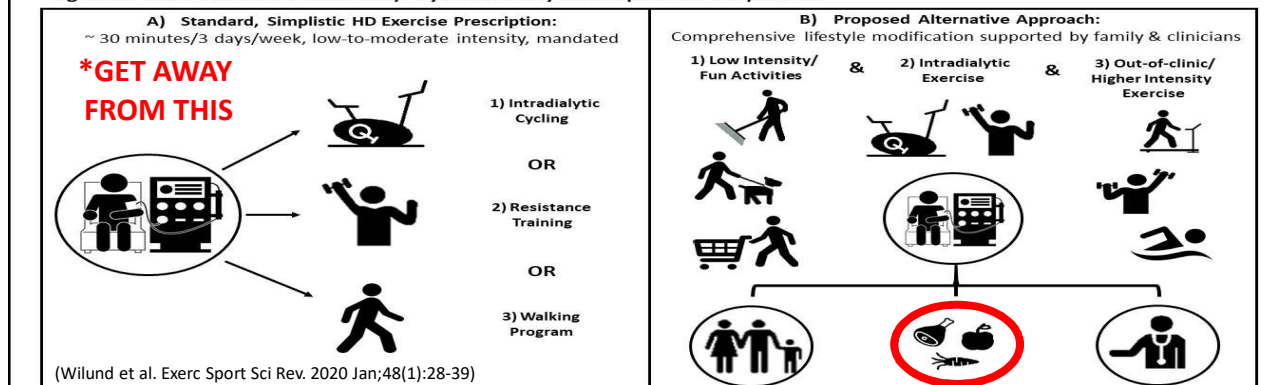 A) Standard, Simplistic HD Exercise Prescription:
~ 30 minutes/3 days/week, low-to-moderate intensity, mandated
*GET AWAY
FROM THIS
1) Intradialytic
Cycling
OR
2) Resistance
Training
OR
3) Walking
Program
(Wilund et al. Exerc Sport Sci Rev. 2020 Jan;48(1):28-39)
B) Proposed Alternative Approach:
Comprehensive lifestyle modification supported by family & clinicians
1) Low Intensity/
Fun Activities
&
2) Intradialytic
Exercise
&
3) Out-of-clinic/
Higher Intensity
Exercise